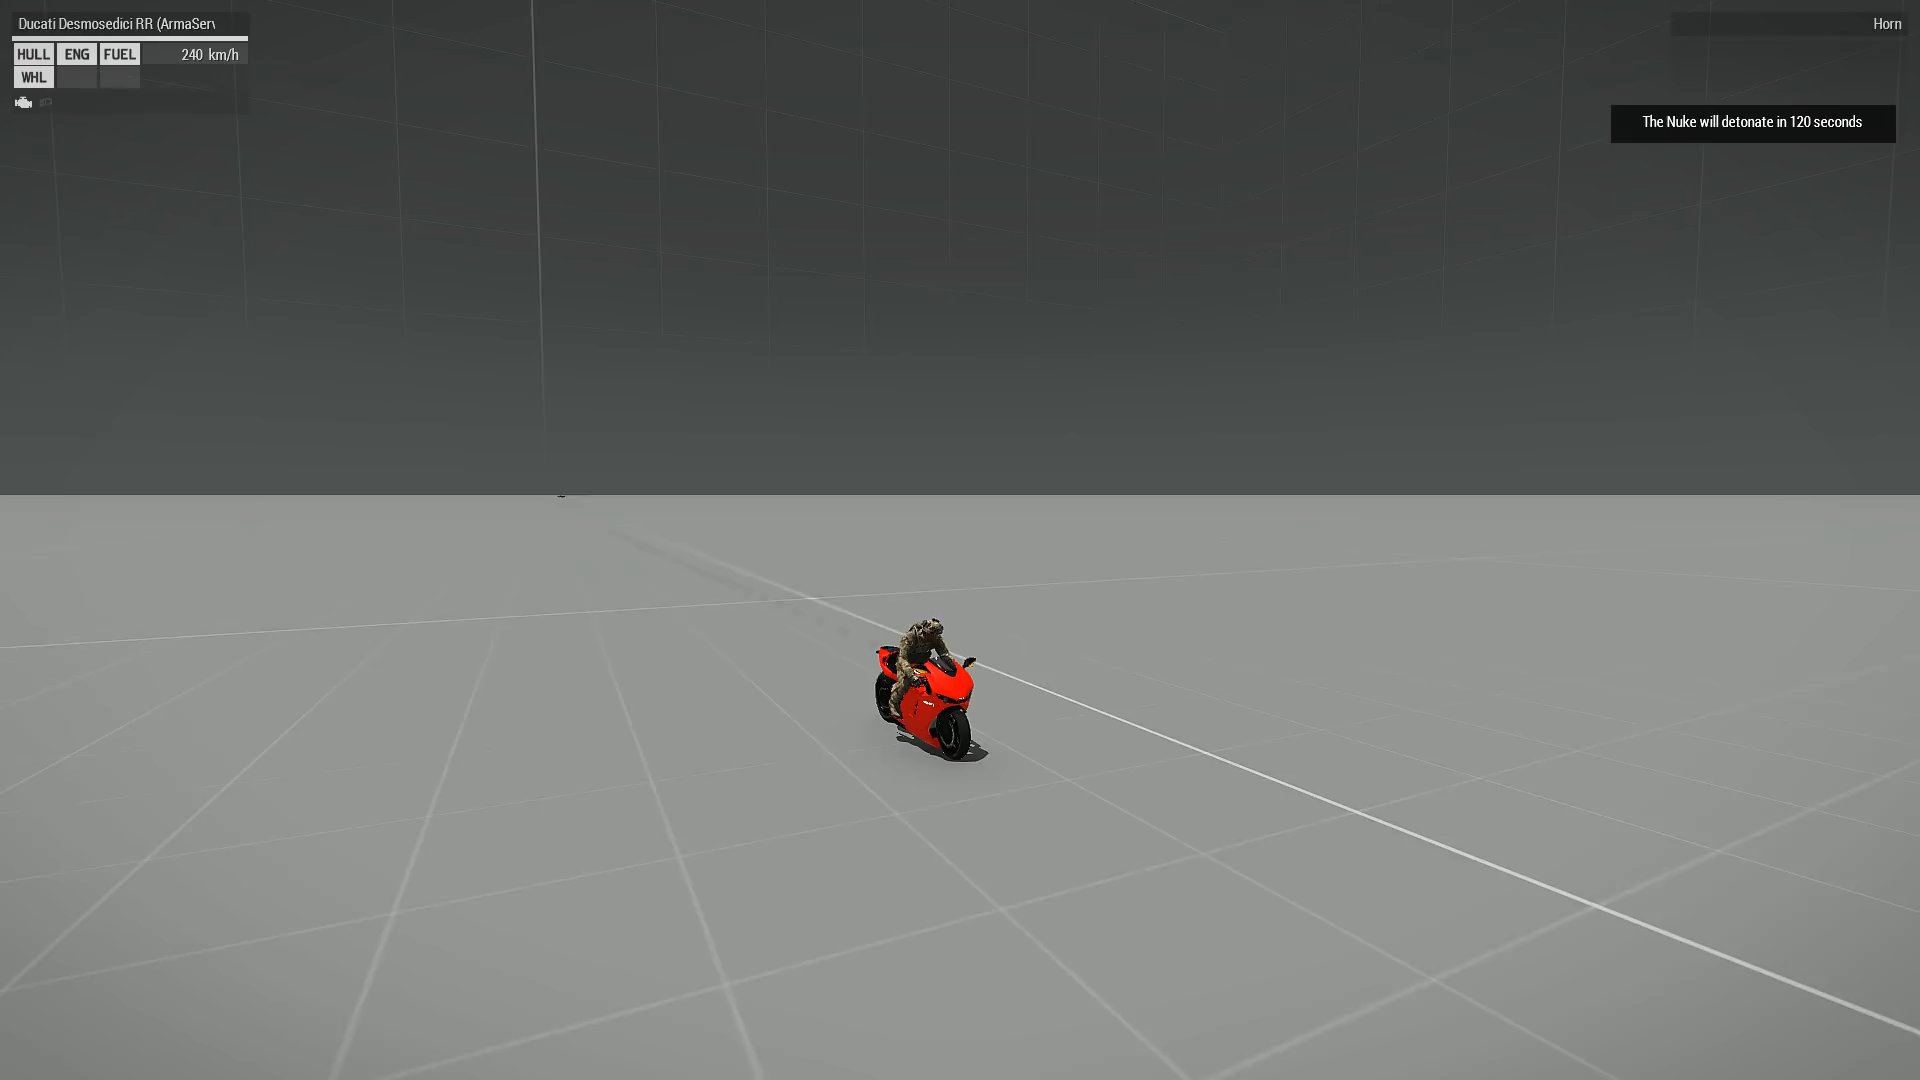 Ducati Desmosedici RR (ArmaServ
HULL ENG FUEL 240 km/h
WHL
Horn
The Nuke will detonate in 120 seconds